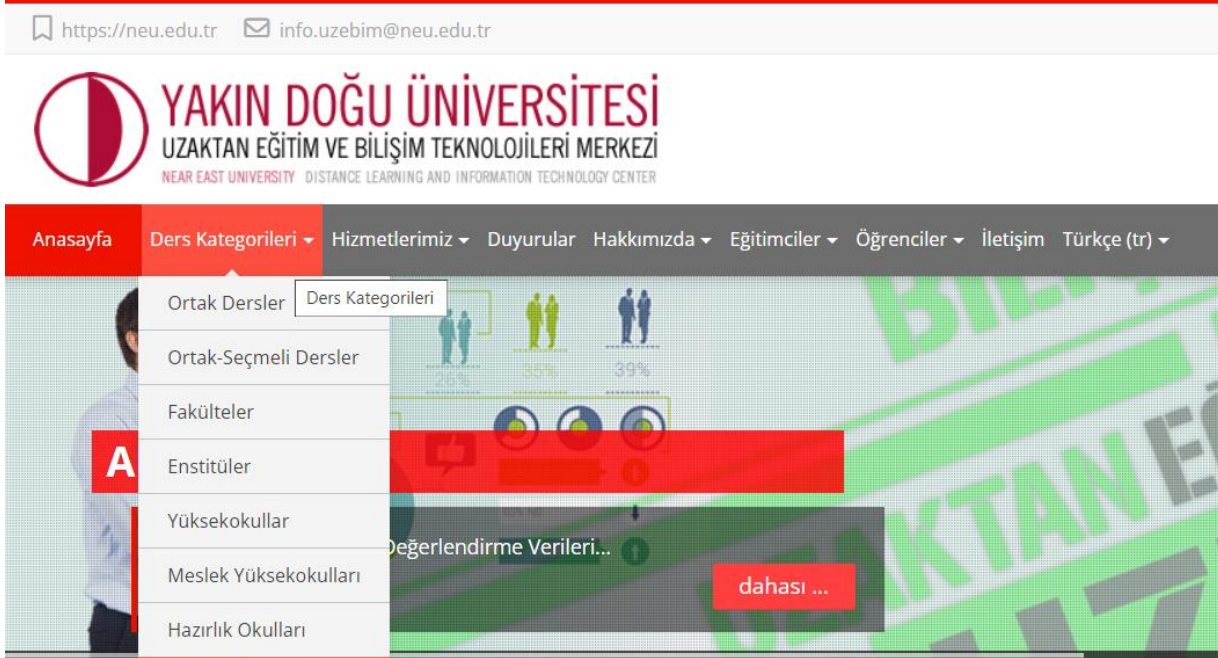 https://neu.edu.tr info.uzebim@neu.edu.tr
YAKIN DOĞU ÜNİVERSİTESİ
UZAKTAN EĞİTİM VE BİLİŞİM TEKNOLOJİLERİ MERKEZİ
NEAR EAST UNIVERSITY DISTANCE LEARNING AND INFORMATION TECHNOLOGY CENTER
Anasayfa Ders Kategorileri Hizmetlerimiz Duyurular Hakkımızda Eğitimciler Öğrenciler İletişim Türkçe (tr)
Ortak Dersler
Ders Kategorileri
Ortak-Seçmeli Dersler
Fakülteler
Enstitüler
Yüksekokullar
Meslek Yüksekokulları
Hazırlık Okulları
26% 35% 39%
A
Değerlendirme Verileri...
dahası ...
UZAKTAN